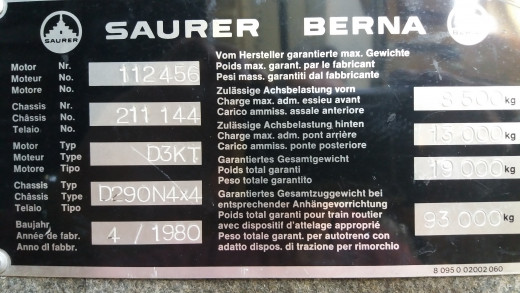 SAURER
SAURER BERNA
BERNA
Motor Nr. 112 456
Moteur No.
Motore No.
Chassis Nr. 211 144
Châssis No.
Telaio No.
Motor Typ D3KT
Moteur Type
Motore Tipo
Chassis Typ D290N4x4
Châssis Type
Telaio Tipo
Baujahr 4 / 1980
Année de fabr.
Anno di fabbr.
Vom Hersteller garantierte max. Gewichte
Poids max. garant. par le fabricant
Pesi mass. garantiti dal fabbricante
Zulässige Achsbelastung vorn 8 500 kg
Charge max. adm. essieu avant
Carico ammiss. assale anteriore
Zulässige Achsbelastung hinten 13 000 kg
Charge max. adm. pont arrière
Carico ammiss. ponte posteriore
Garantiertes Gesamtgewicht 19 000 kg
Poids total garanti
Peso totale garantito
Garantiertes Gesamtzuggewicht bei
entsprechender Anhängevorrichtung
Poids total garanti pour train routier 93 000 kg
avec dispositif d'attelage approprié
Peso totale garant. per autotreno con
adatto dispos. di trazione per rimorchio
8 095 0 02002 060